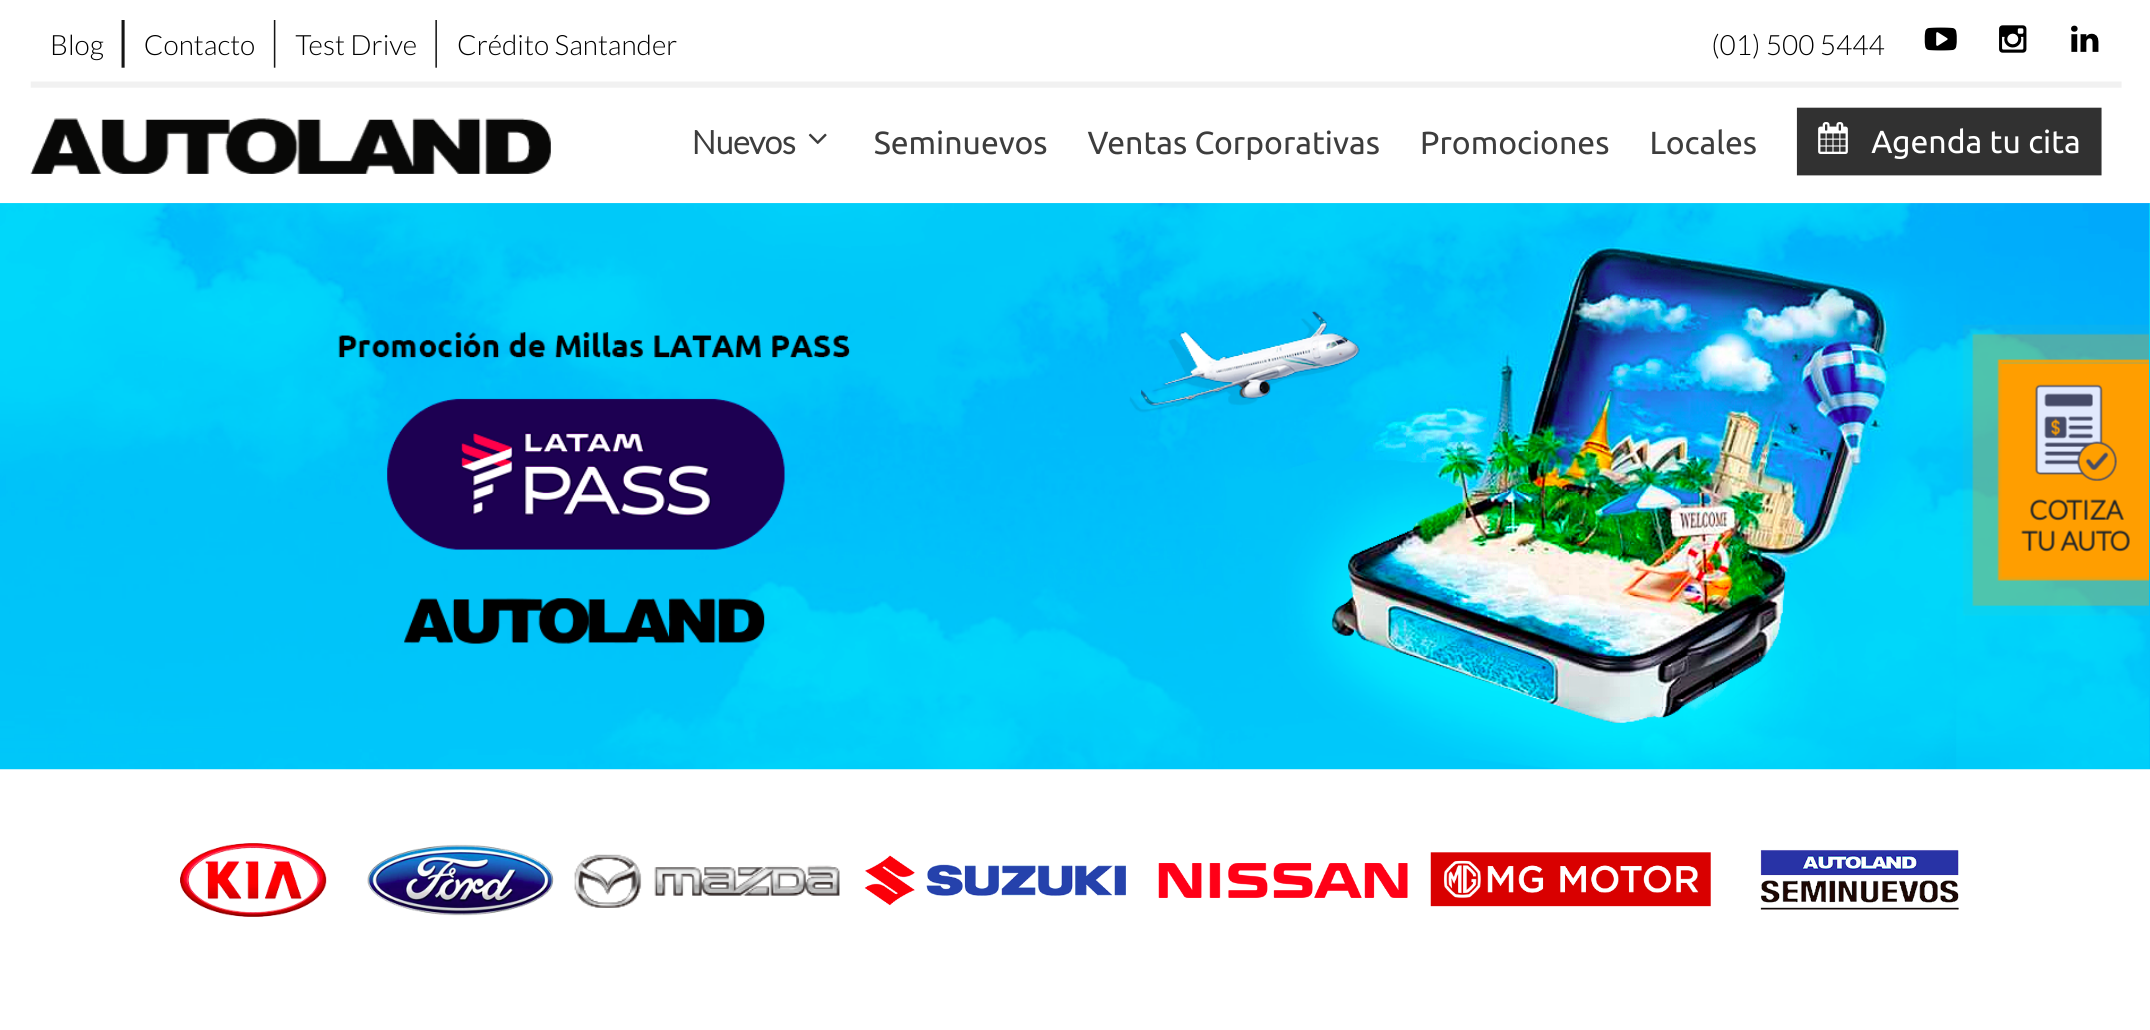 Blog
Contacto
Test Drive
Crédito Santander
(01) 500 5444
AUTOLAND
Nuevos
Seminuevos
Ventas Corporativas
Promociones
Locales
Agenda tu cita
Promoción de Millas LATAM PASS
LATAM
PASS
AUTOLAND
WELCOME
$
COTIZA
TU AUTO
KIA
Ford
mazda
SUZUKI
NISSAN
MG MG MOTOR
AUTOLAND
SEMINUEVOS